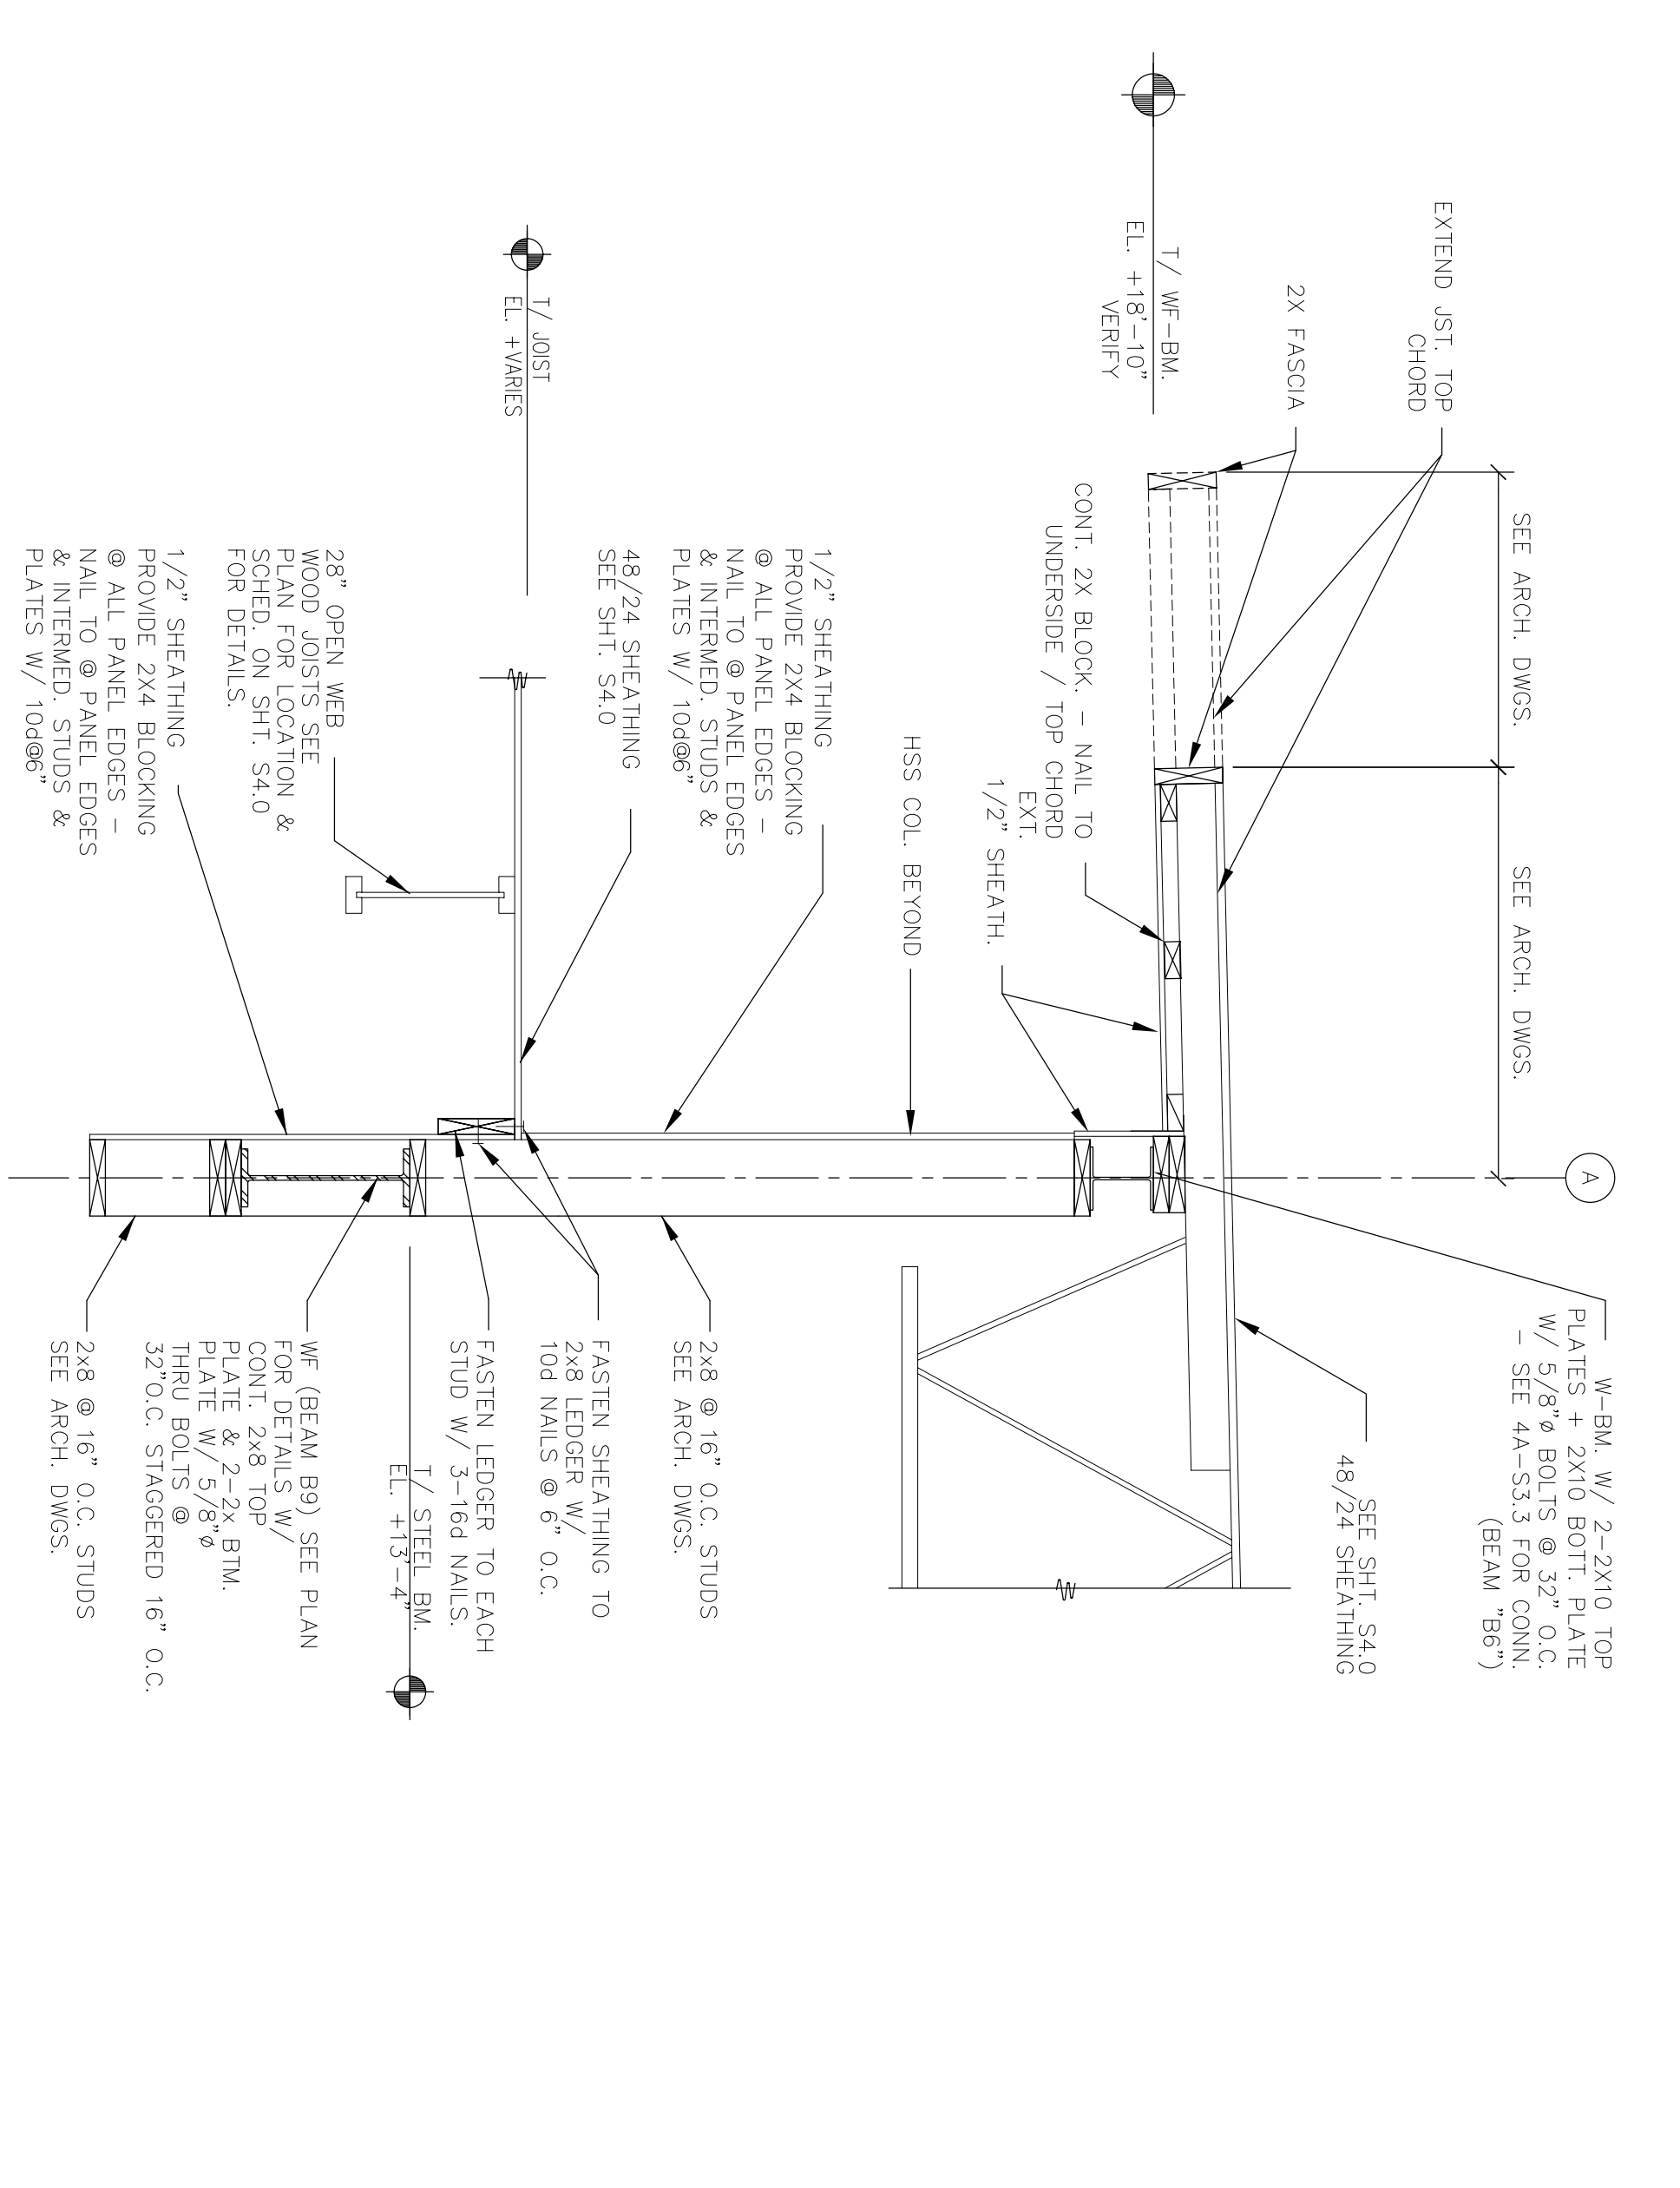 SEE ARCH. DWGS.
SEE ARCH. DWGS.
A
EXTEND JST. TOP
CHORD
2X FASCIA
T/ WF-BM.
EL. +18'-10"
VERIFY
CONT. 2X BLOCK. - NAIL TO
UNDERSIDE / TOP CHORD
EXT.
1/2" SHEATH.
HSS COL. BEYOND
1/2" SHEATHING
PROVIDE 2X4 BLOCKING
@ ALL PANEL EDGES -
NAIL TO @ PANEL EDGES
& INTERMED. STUDS &
PLATES W/ 10d@6"
48/24 SHEATHING
SEE SHT. S4.0
T/ JOIST
EL. +VARIES
28" OPEN WEB
WOOD JOISTS SEE
PLAN FOR LOCATION &
SCHED. ON SHT. S4.0
FOR DETAILS.
1/2" SHEATHING
PROVIDE 2X4 BLOCKING
@ ALL PANEL EDGES -
NAIL TO @ PANEL EDGES
& INTERMED. STUDS &
PLATES W/ 10d@6"
W-BM. W/ 2-2X10 TOP
PLATES + 2X10 BOTT. PLATE
W/ 5/8"ø BOLTS @ 32" O.C.
- SEE 4A-S3.3 FOR CONN.
(BEAM "B6")
SEE SHT. S4.0
48/24 SHEATHING
2x8 @ 16" O.C. STUDS
SEE ARCH. DWGS.
FASTEN SHEATHING TO
2x8 LEDGER W/
10d NAILS @ 6" O.C.
FASTEN LEDGER TO EACH
STUD W/ 3-16d NAILS.
T/ STEEL BM.
EL. +13'-4"
WF (BEAM B9) SEE PLAN
FOR DETAILS W/
CONT. 2x8 TOP
PLATE & 2-2x BTM.
PLATE W/ 5/8"ø
THRU BOLTS @
32"O.C. STAGGERED 16" O.C.
2x8 @ 16" O.C. STUDS
SEE ARCH. DWGS.